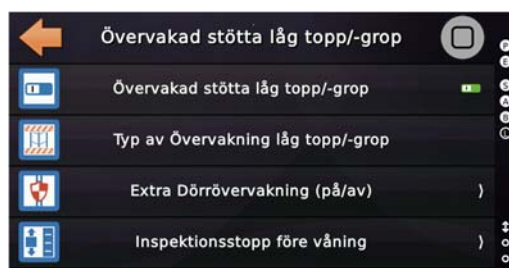 Övervakad stötta låg topp/-grop
Övervakad stötta låg topp/-grop
Typ av Övervakning låg topp/-grop
Extra Dörrövervakning (på/av)
Inspektionsstopp före våning
P
E
S
A
B
L